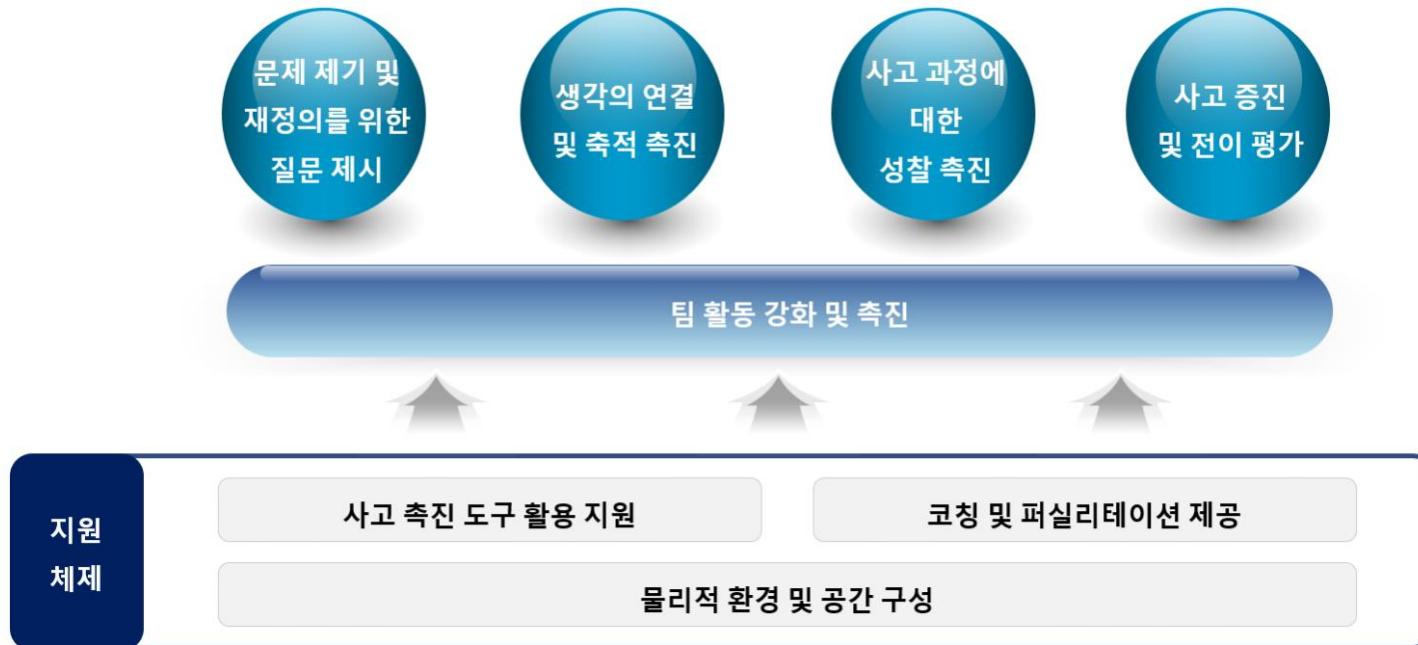 문제 제기 및
재정의를 위한
질문 제시
생각의 연결
및 축적 촉진
사고 과정에
대한
성찰 촉진
사고 증진
및 전이 평가
팀 활동 강화 및 촉진
지원
체제
사고 촉진 도구 활용 지원
코칭 및 퍼실리테이션 제공
물리적 환경 및 공간 구성